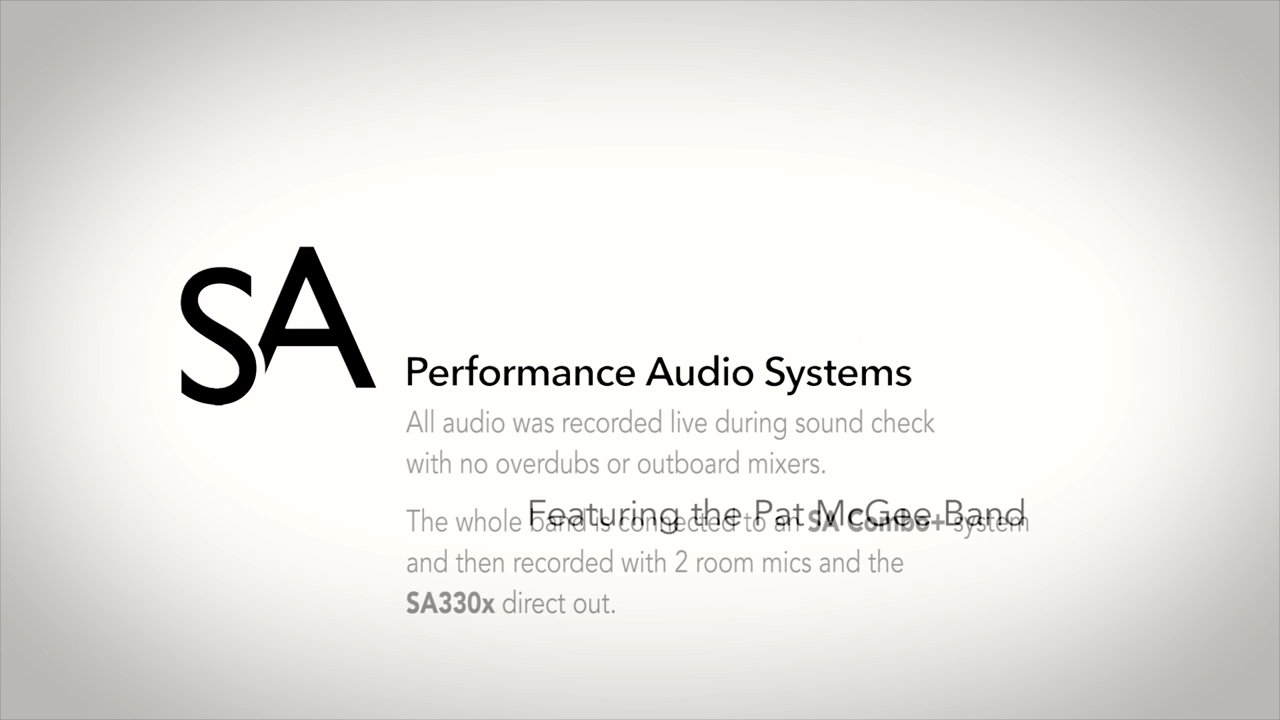 SA
Performance Audio Systems
All audio was recorded live during sound check
with no overdubs or outboard mixers.
Featuring the Pat McGee Band
The whole band is connected to an SA Combo+ system
and then recorded with 2 room mics and the
SA330x direct out.